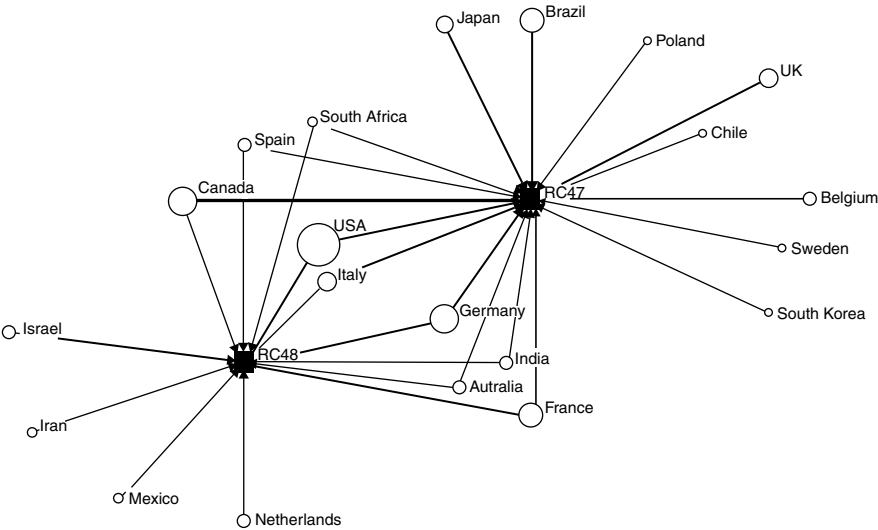 Japan
Brazil
Poland
UK
South Africa
Chile
Spain
Canada
RC47
Belgium
USA
Sweden
Italy
Germany
South Korea
Israel
RC48
India
Autralia
France
Iran
Mexico
Netherlands